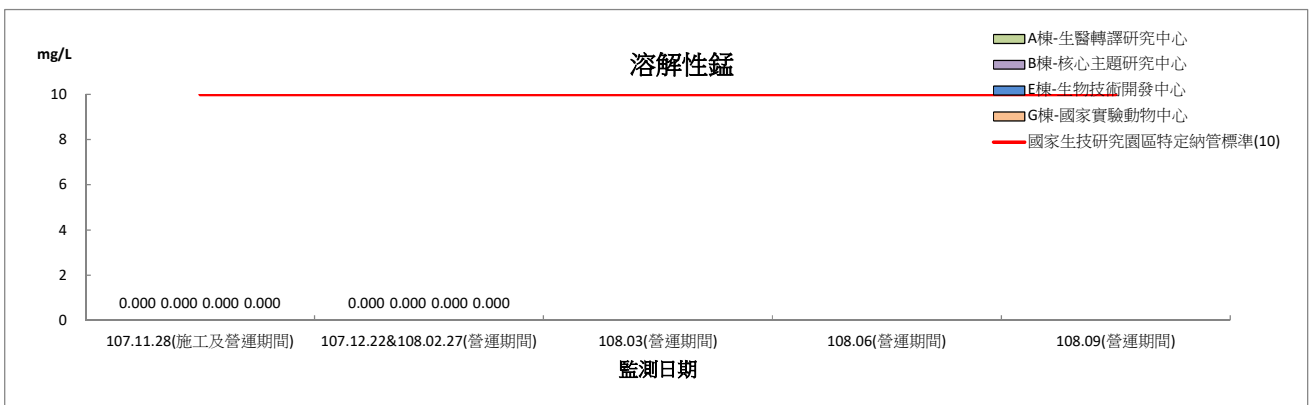 mg/L
溶解性錳
A棟-生醫轉譯研究中心
B棟-核心主題研究中心
E棟-生物技術開發中心
G棟-國家實驗動物中心
國家生技研究園區特定納管標準(10)
10
8
6
4
2
0
0.000 0.000 0.000 0.000
0.000 0.000 0.000 0.000
107.11.28(施工及營運期間)
107.12.22&108.02.27(營運期間)
108.03(營運期間)
108.06(營運期間)
108.09(營運期間)
監測日期